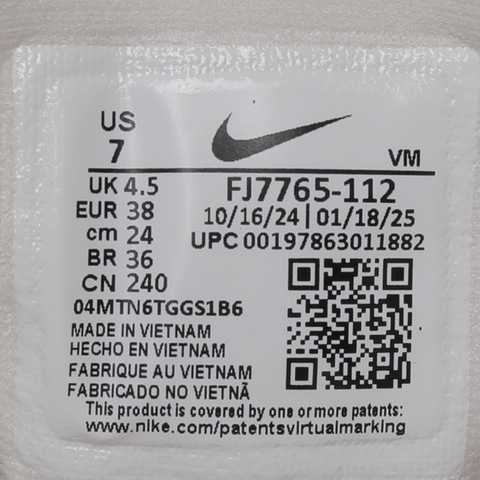 US
7
VM
UK 4.5
EUR 38
cm 24
BR 36
CN 240
FJ7765-112
10/16/24 | 01/18/25
UPC 00197863011882
04MTN6TGGS1B6
MADE IN VIETNAM
HECHO EN VIETNAM
FABRIQUE AU VIETNAM
FABRICADO NO VIETNÃ
This product is covered by one or more patents:
www.nike.com/patentsvirtualmarking